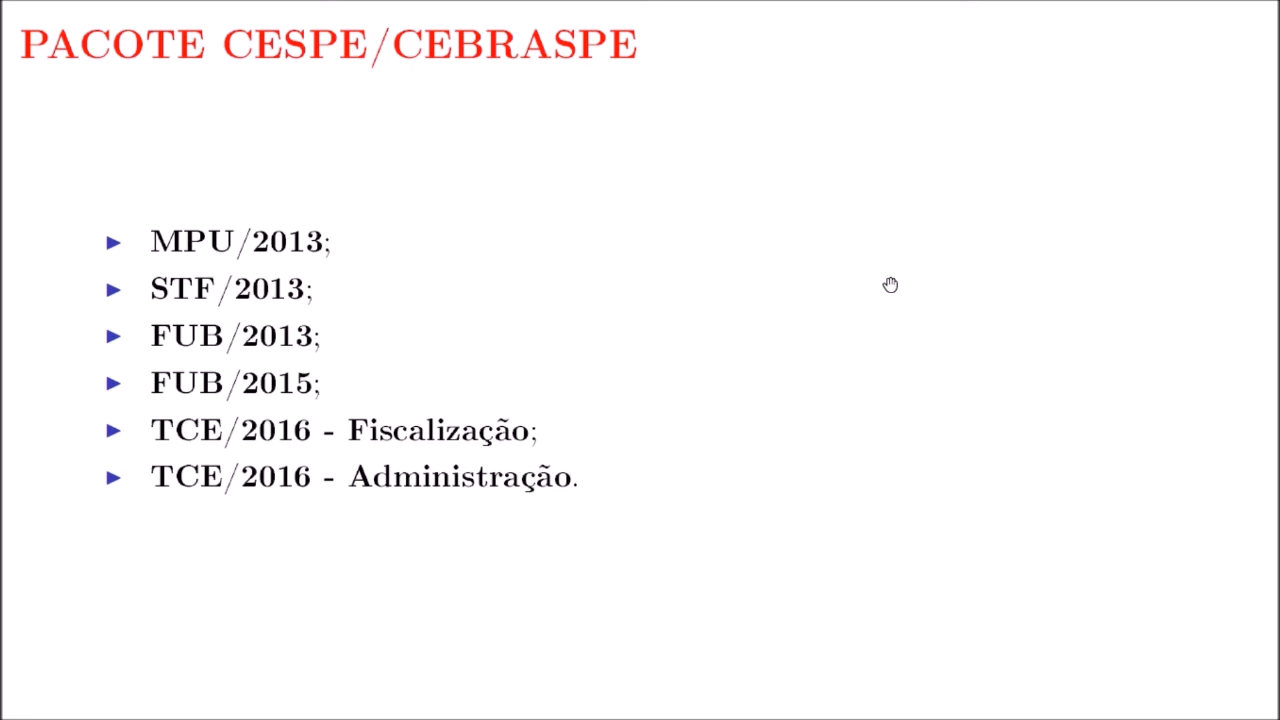 PACOTE CESPE/CEBRASPE
MPU/2013;
STF/2013;
FUB/2013;
FUB/2015;
TCE/2016 - Fiscalização;
TCE/2016 - Administração.